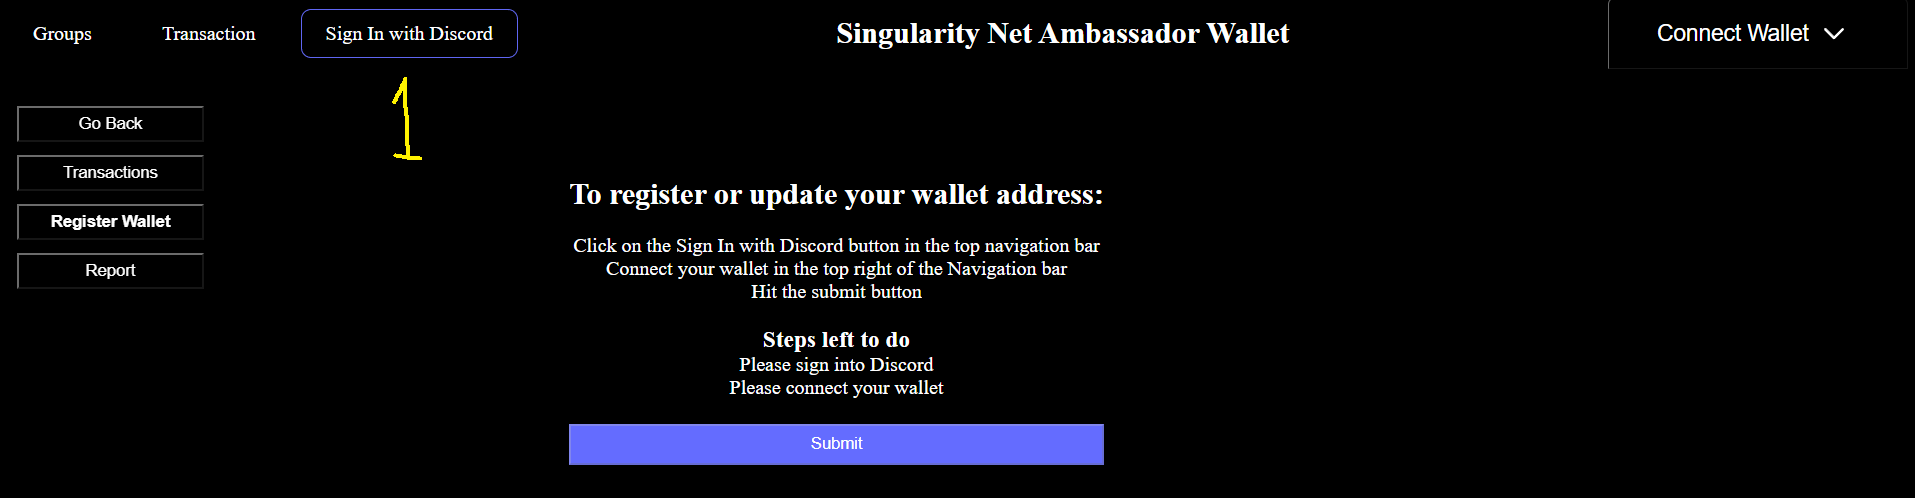 Groups Transaction Sign In with Discord Singularity Net Ambassador Wallet Connect Wallet
1
Go Back
Transactions
Register Wallet
Report
To register or update your wallet address:
Click on the Sign In with Discord button in the top navigation bar
Connect your wallet in the top right of the Navigation bar
Hit the submit button
Steps left to do
Please sign into Discord
Please connect your wallet
Submit